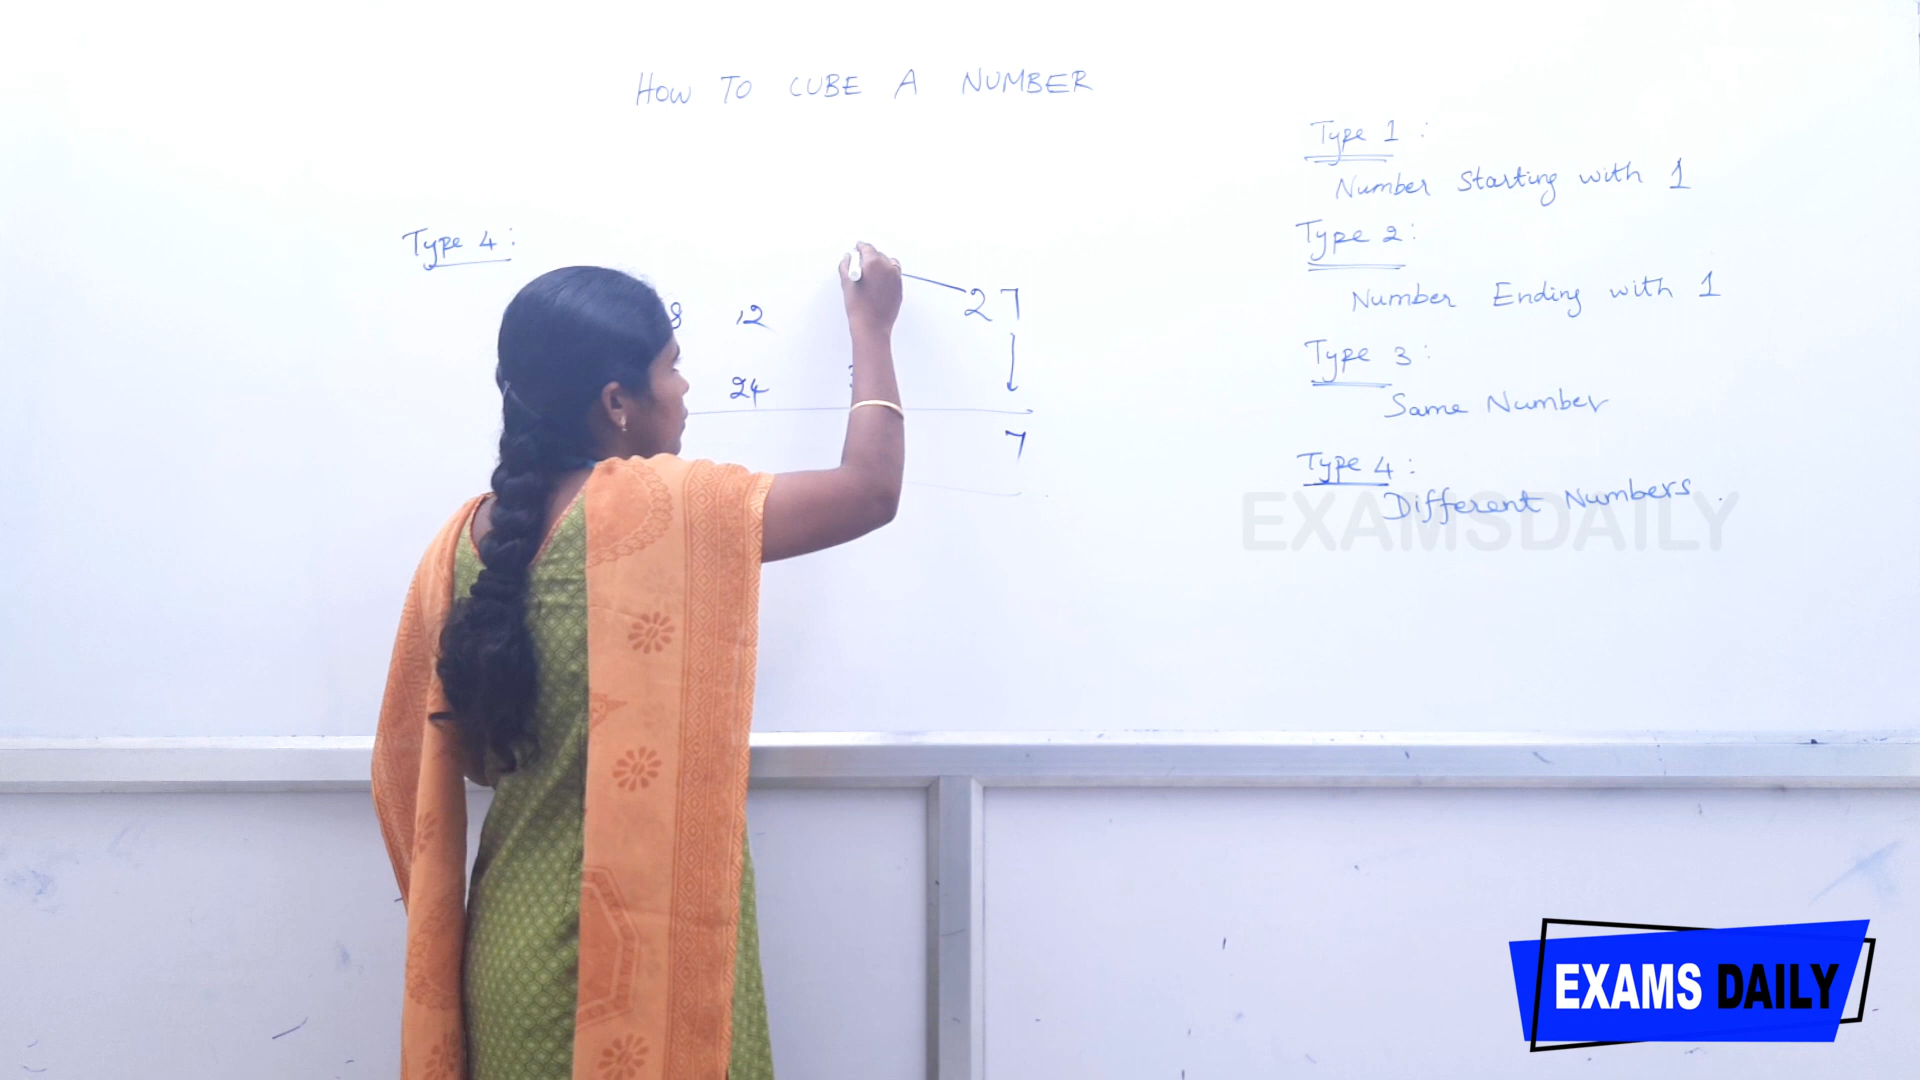 HOW TO CUBE A NUMBER
Type 4 :
8 12 27
24
7
Type 1 :
Number Starting with 1
Type 2 :
Number Ending with 1
Type 3 :
Same Number
Type 4 :
Different Numbers
EXAMSDAILY
EXAMS DAILY